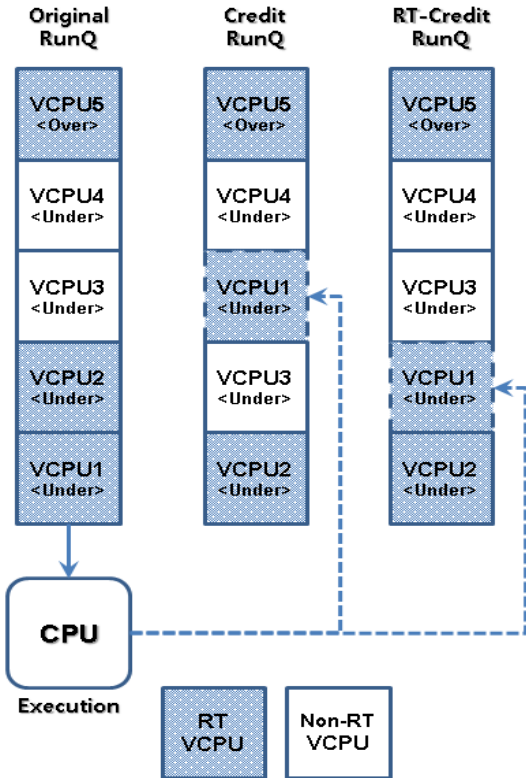 Original
RunQ
Credit
RunQ
RT-Credit
RunQ
VCPU5
<Over>
VCPU4
<Under>
VCPU3
<Under>
VCPU2
<Under>
VCPU1
<Under>
VCPU5
<Over>
VCPU4
<Under>
VCPU1
<Under>
VCPU3
<Under>
VCPU2
<Under>
VCPU5
<Over>
VCPU4
<Under>
VCPU3
<Under>
VCPU1
<Under>
VCPU2
<Under>
CPU
Execution
RT
VCPU
Non-RT
VCPU